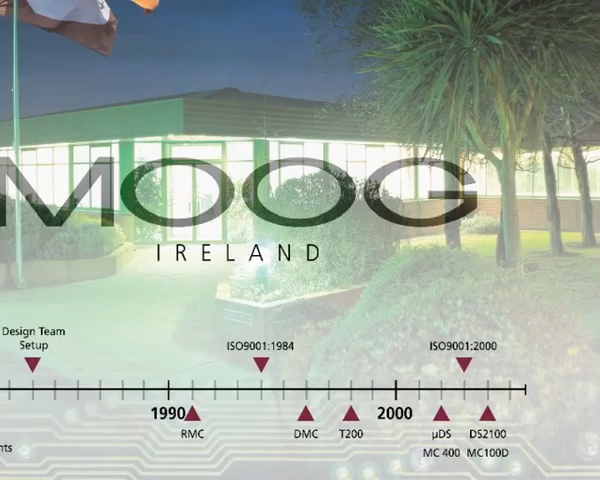 MOOG
IRELAND
Design Team
Setup
ISO9001:1984
ISO9001:2000
1990
2000
RMC
DMC
T200
µDS
DS2100
nts
MC 400
MC100D